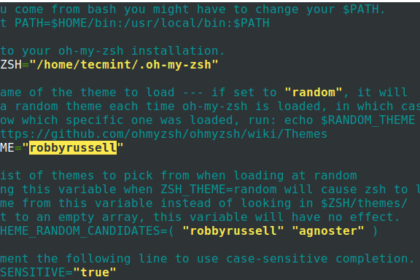 u come from bash you might have to change your $PATH.
t PATH=$HOME/bin:/usr/local/bin:$PATH
to your oh-my-zsh installation.
ZSH="/home/tecmint/.oh-my-zsh"
ame of the theme to load --- if set to "random", it will
a random theme each time oh-my-zsh is loaded, in which cas
ow which specific one was loaded, run: echo $RANDOM_THEME
ttps://github.com/ohmyzsh/ohmyzsh/wiki/Themes
ME="robbyrussell"
ist of themes to pick from when loading at random
ng this variable when ZSH_THEME=random will cause zsh to l
me from this variable instead of looking in $ZSH/themes/
t to an empty array, this variable will have no effect.
HEME_RANDOM_CANDIDATES=( "robbyrussell" "agnoster" )
ment the following line to use case-sensitive completion.
SENSITIVE="true"